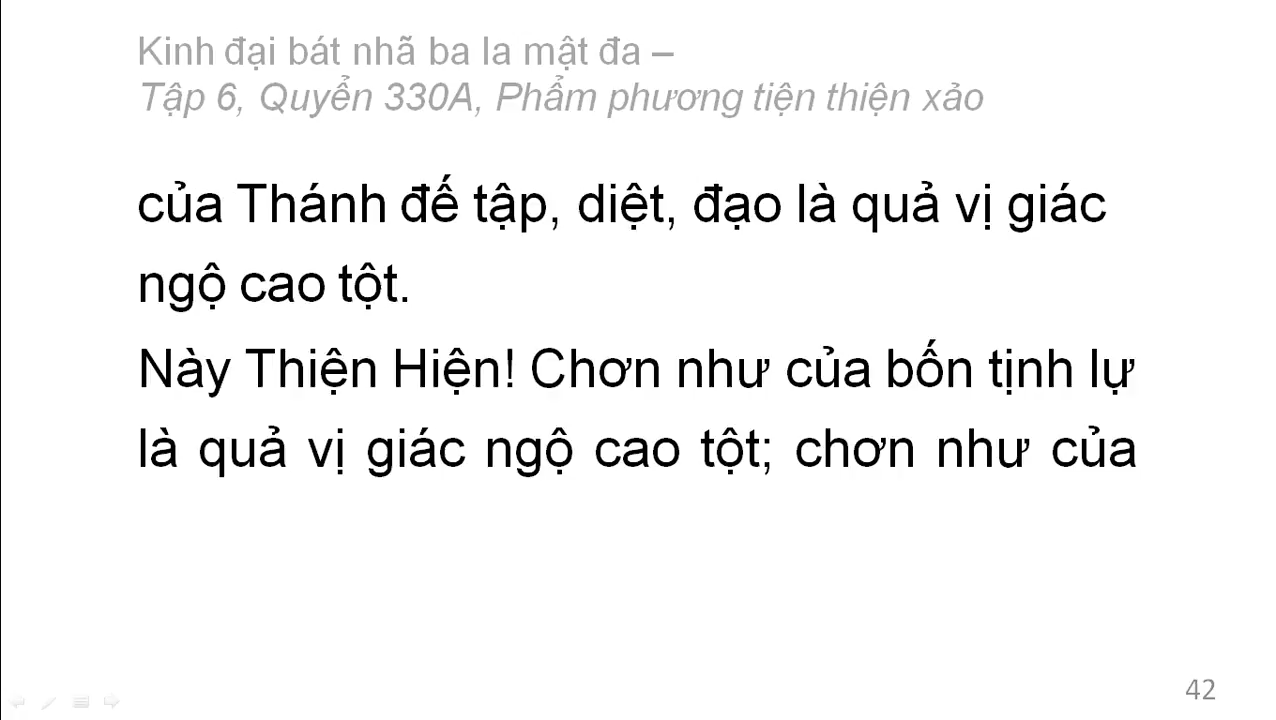 Kinh đại bát nhã ba la mật đa –
Tập 6, Quyển 330A, Phẩm phương tiện thiện xảo
của Thánh đế tập, diệt, đạo là quả vị giác
ngộ cao tột.
Này Thiện Hiện! Chơn như của bốn tịnh lự
là quả vị giác ngộ cao tột; chơn như của
42